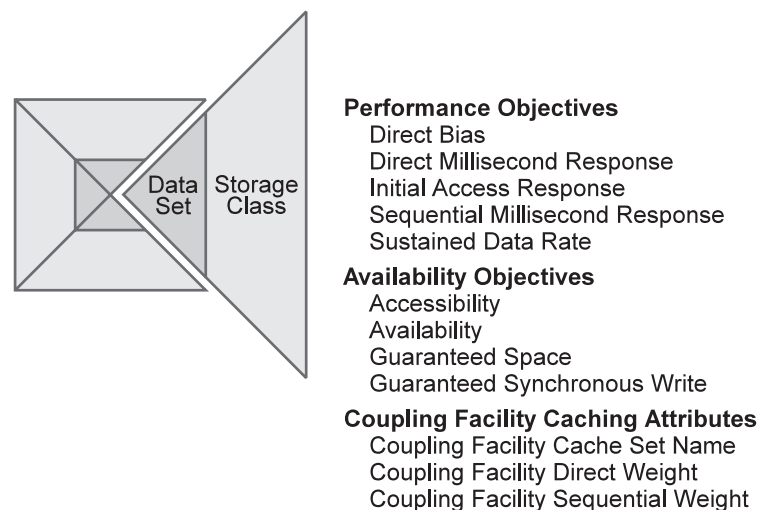 Data
Set
Storage
Class
Performance Objectives
Direct Bias
Direct Millisecond Response
Initial Access Response
Sequential Millisecond Response
Sustained Data Rate
Availability Objectives
Accessibility
Availability
Guaranteed Space
Guaranteed Synchronous Write
Coupling Facility Caching Attributes
Coupling Facility Cache Set Name
Coupling Facility Direct Weight
Coupling Facility Sequential Weight